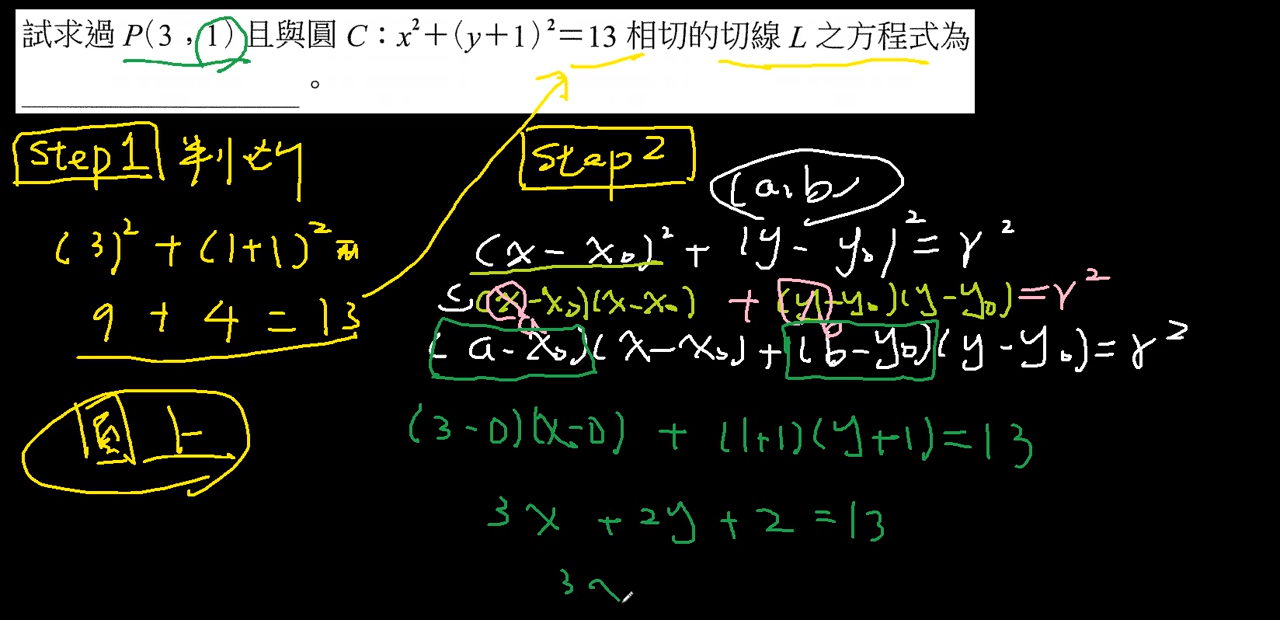 試求過 P(3,1) 且與圓 C:x²+(y+1)²=13 相切的切線 L 之方程式為
________________。
Step1 判斷
(3)²+(1+1)²
9+4=13
圓上
Step2
(a,b)
(x-x₀)²+(y-y₀)²=r²
(x-x₀)(x-x₀)+(y-y₀)(y-y₀)=r²
(a-x₀)(x-x₀)+(b-y₀)(y-y₀)=r²
(3-0)(x-0)+(1+1)(y+1)=13
3x+2y+2=13
3